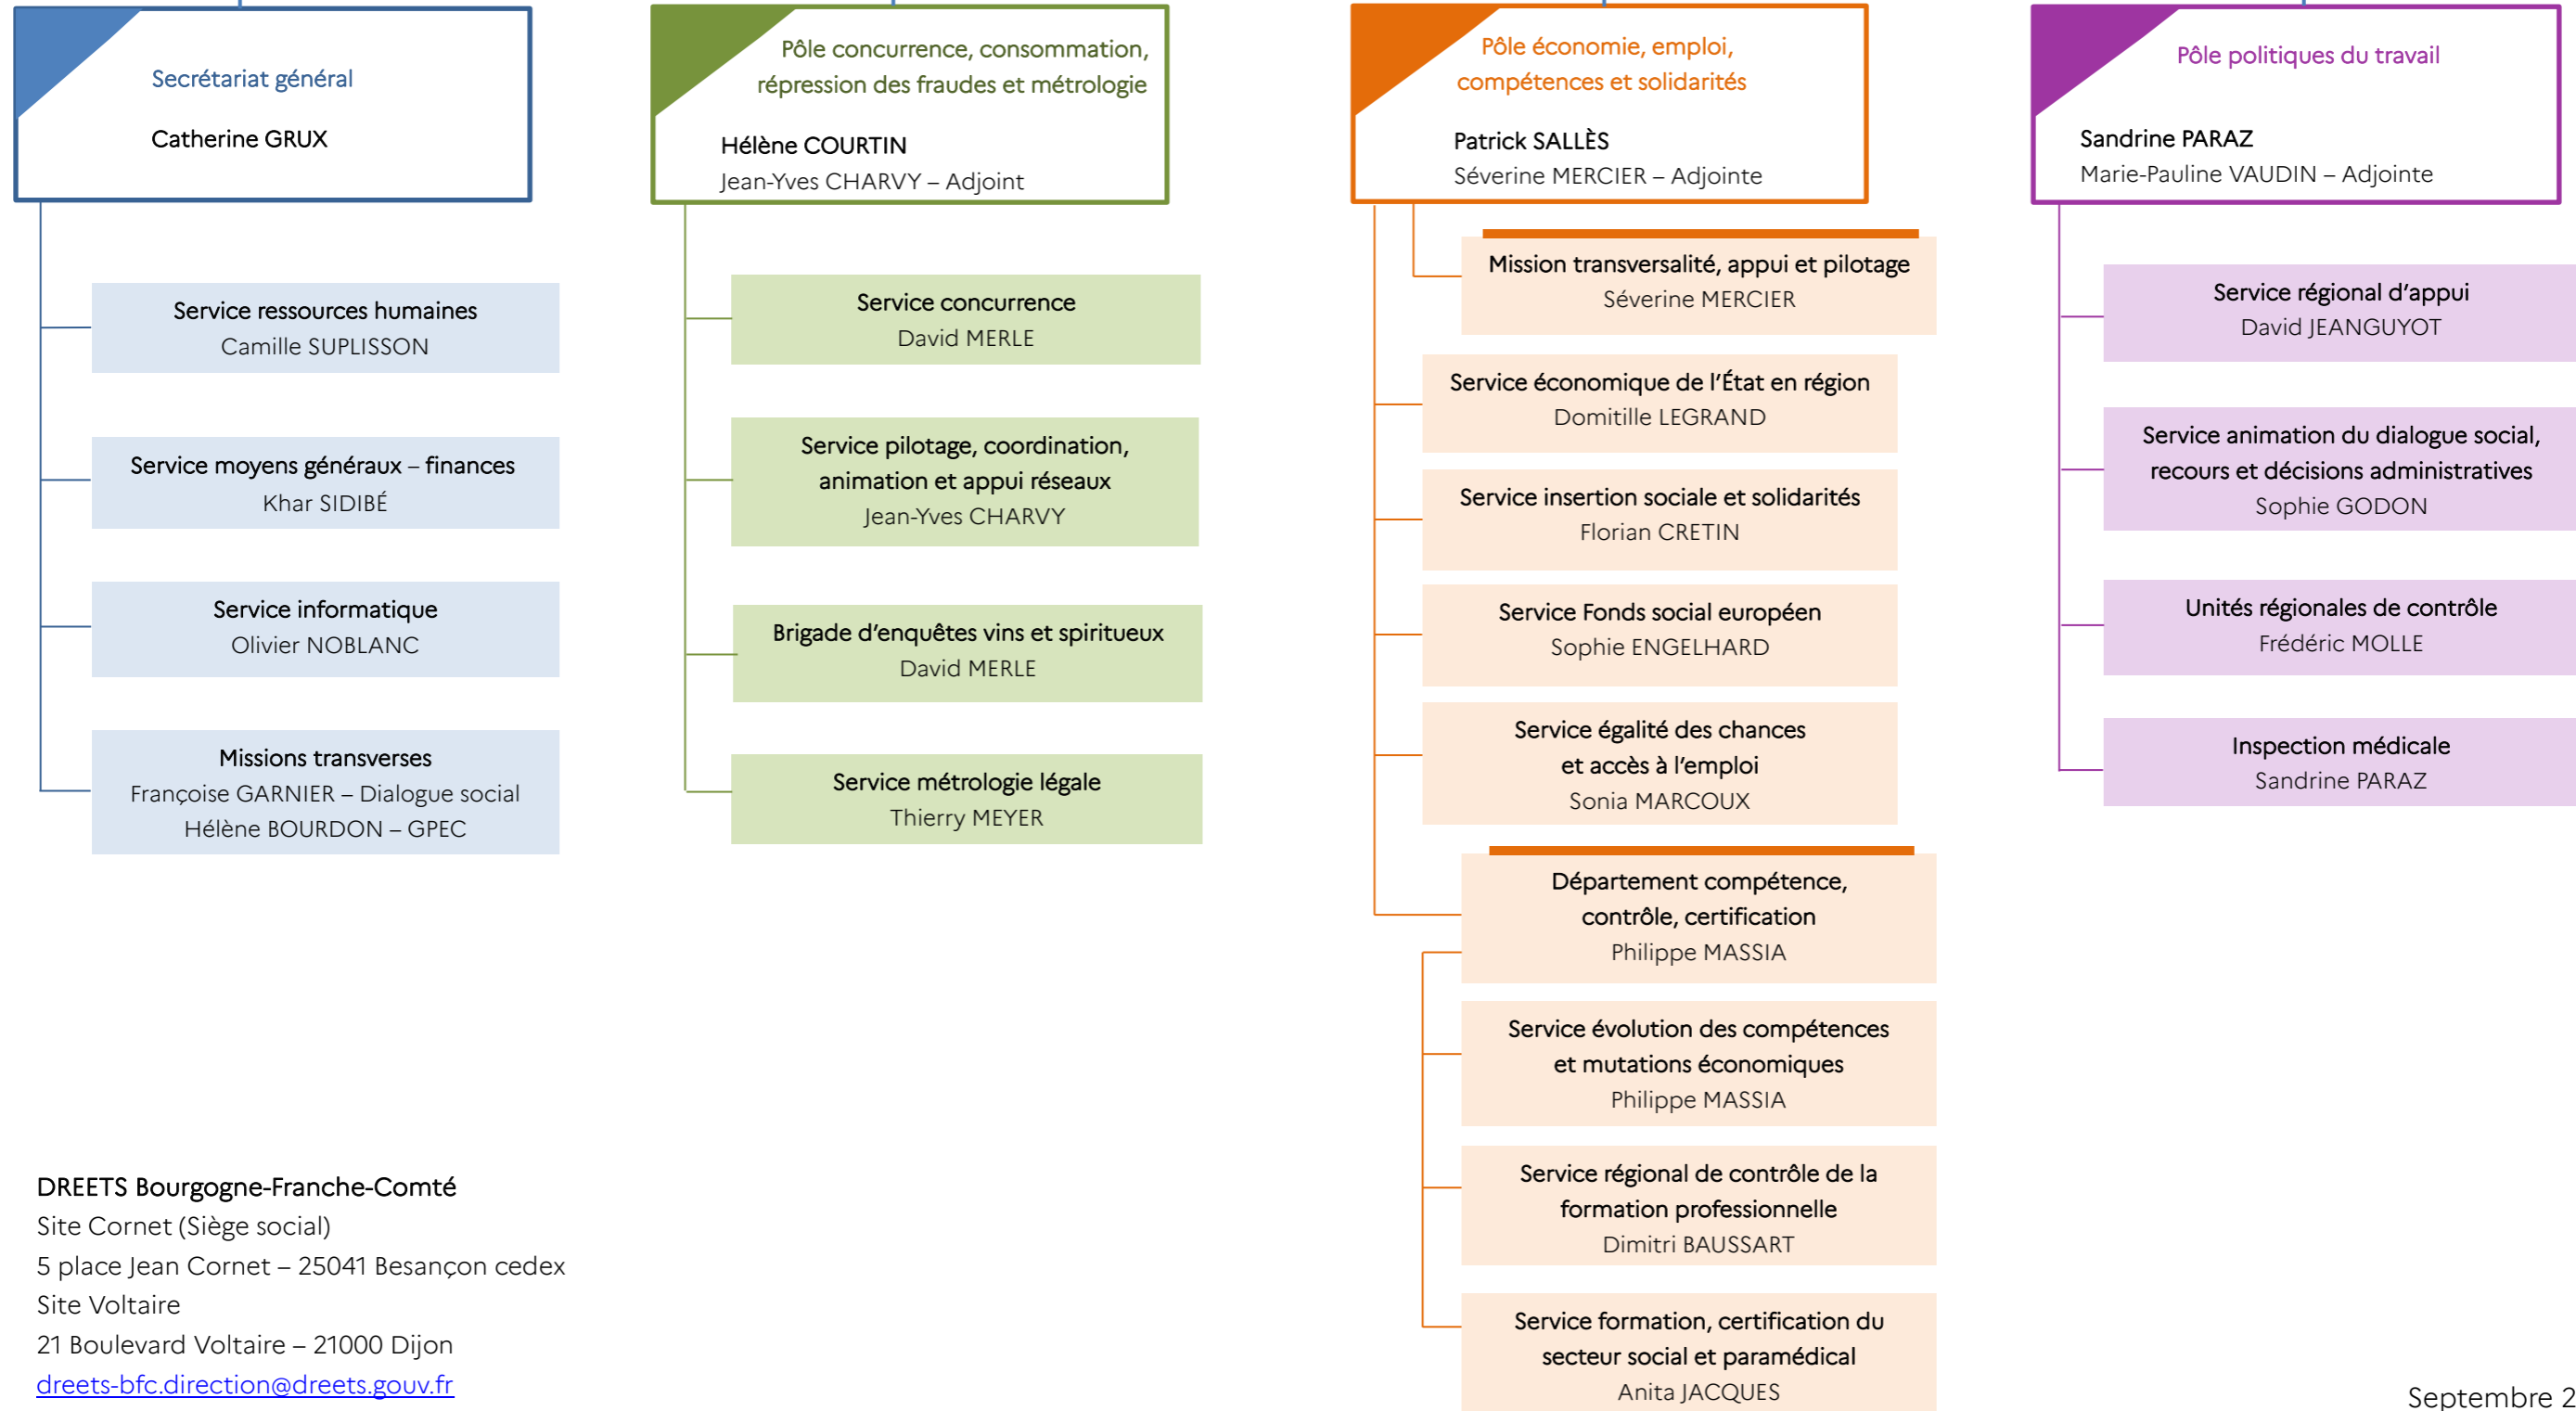 Secrétariat général
Catherine GRUX
Service ressources humaines
Camille SUPLISSON
Service moyens généraux – finances
Khar SIDIBÉ
Service informatique
Olivier NOBLANC
Missions transverses
Françoise GARNIER – Dialogue social
Hélène BOURDON – GPEC
Pôle concurrence, consommation,
répression des fraudes et métrologie
Hélène COURTIN
Jean-Yves CHARVY – Adjoint
Service concurrence
David MERLE
Service pilotage, coordination,
animation et appui réseaux
Jean-Yves CHARVY
Brigade d’enquêtes vins et spiritueux
David MERLE
Service métrologie légale
Thierry MEYER
Pôle économie, emploi,
compétences et solidarités
Patrick SALLÈS
Séverine MERCIER – Adjointe
Mission transversalité, appui et pilotage
Séverine MERCIER
Service économique de l’État en région
Domitille LEGRAND
Service insertion sociale et solidarités
Florian CRETIN
Service Fonds social européen
Sophie ENGELHARD
Service égalité des chances
et accès à l’emploi
Sonia MARCOUX
Département compétence,
contrôle, certification
Philippe MASSIA
Service évolution des compétences
et mutations économiques
Philippe MASSIA
Service régional de contrôle de la
formation professionnelle
Dimitri BAUSSART
Service formation, certification du
secteur social et paramédical
Anita JACQUES
Pôle politiques du travail
Sandrine PARAZ
Marie-Pauline VAUDIN – Adjointe
Service régional d’appui
David JEANGUYOT
Service animation du dialogue social,
recours et décisions administratives
Sophie GODON
Unités régionales de contrôle
Frédéric MOLLE
Inspection médicale
Sandrine PARAZ
DREETS Bourgogne-Franche-Comté
Site Cornet (Siège social)
5 place Jean Cornet – 25041 Besançon cedex
Site Voltaire
21 Boulevard Voltaire – 21000 Dijon
dreets-bfc.direction@dreets.gouv.fr
Septembre 2